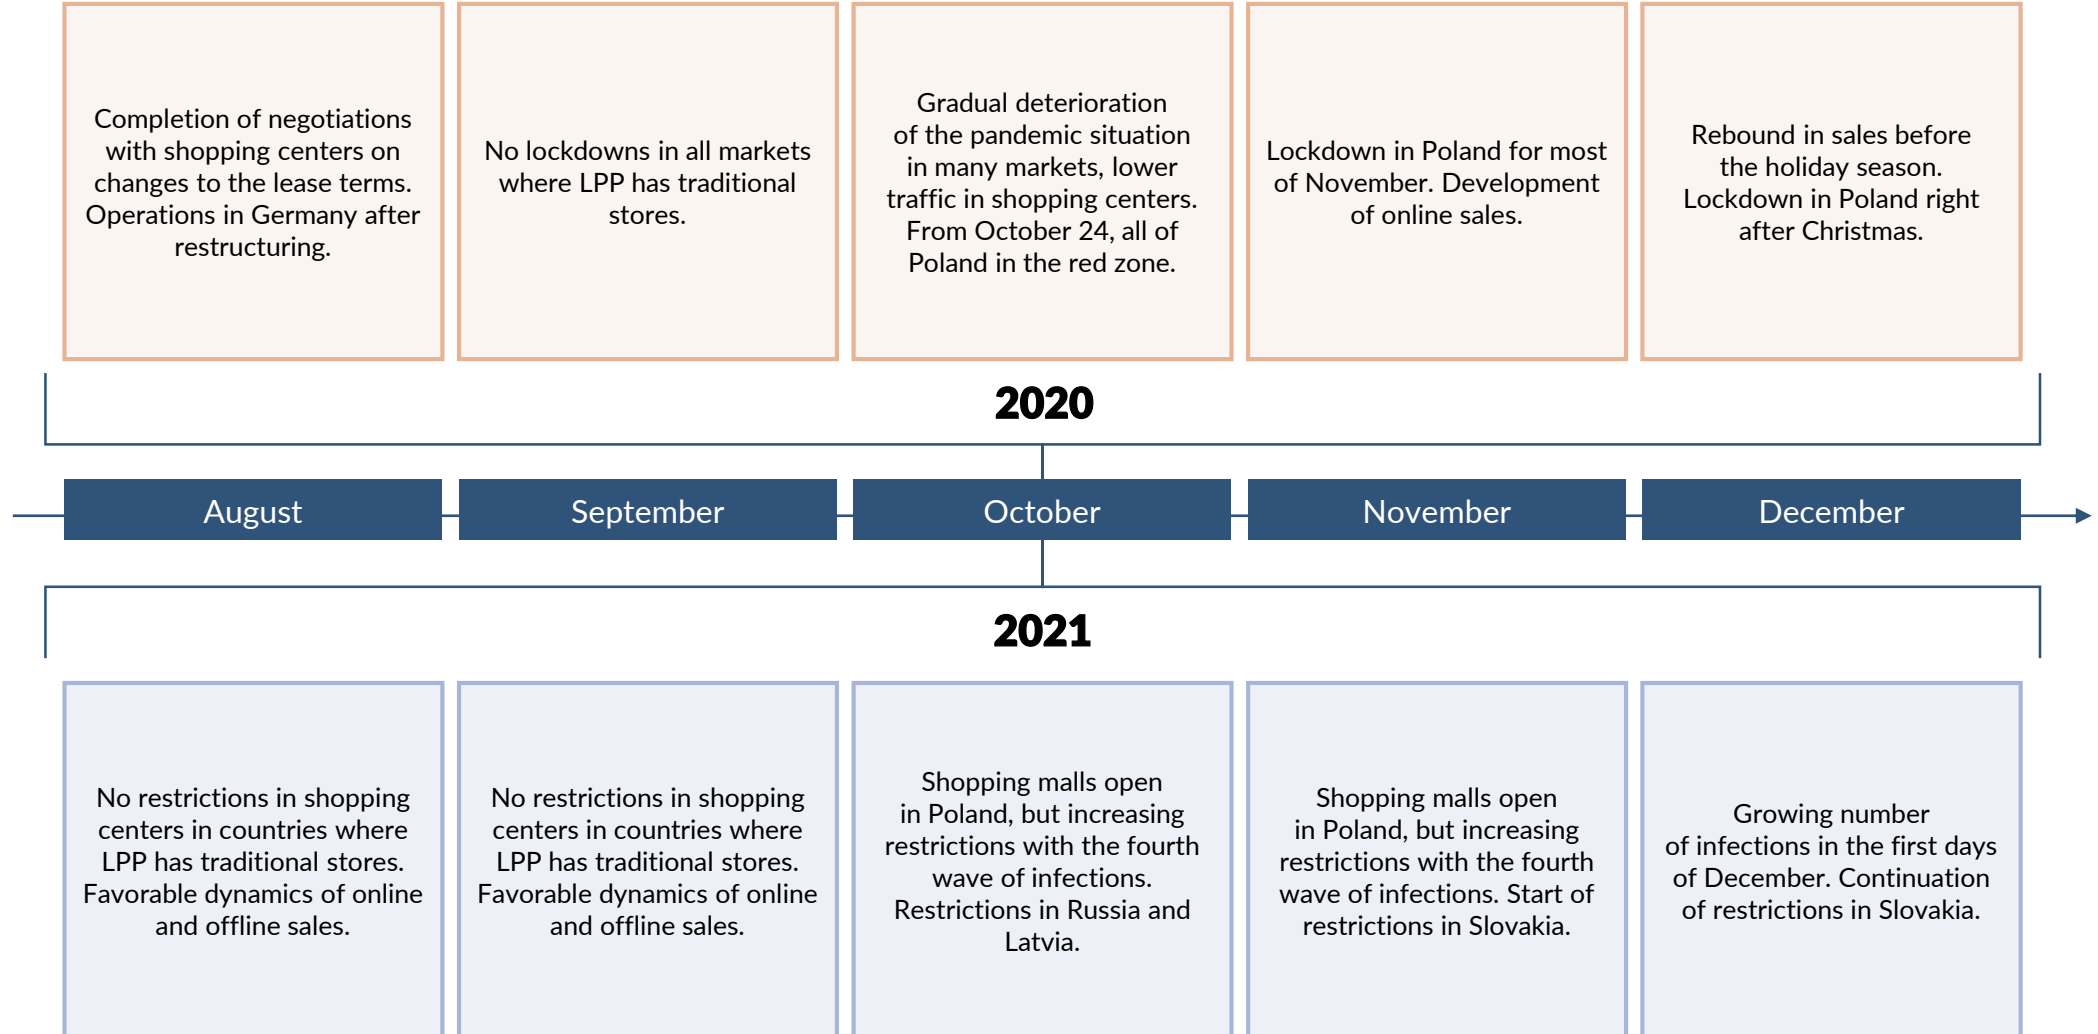 Completion of negotiations
with shopping centers on
changes to the lease terms.
Operations in Germany after
restructuring.
No lockdowns in all markets
where LPP has traditional
stores.
Gradual deterioration
of the pandemic situation
in many markets, lower
traffic in shopping centers.
From October 24, all of
Poland in the red zone.
Lockdown in Poland for most
of November. Development
of online sales.
Rebound in sales before
the holiday season.
Lockdown in Poland right
after Christmas.
2020
August
September
October
November
December
2021
No restrictions in shopping
centers in countries where
LPP has traditional stores.
Favorable dynamics of online
and offline sales.
No restrictions in shopping
centers in countries where
LPP has traditional stores.
Favorable dynamics of online
and offline sales.
Shopping malls open
in Poland, but increasing
restrictions with the fourth
wave of infections.
Restrictions in Russia and
Latvia.
Shopping malls open
in Poland, but increasing
restrictions with the fourth
wave of infections. Start of
restrictions in Slovakia.
Growing number
of infections in the first days
of December. Continuation
of restrictions in Slovakia.